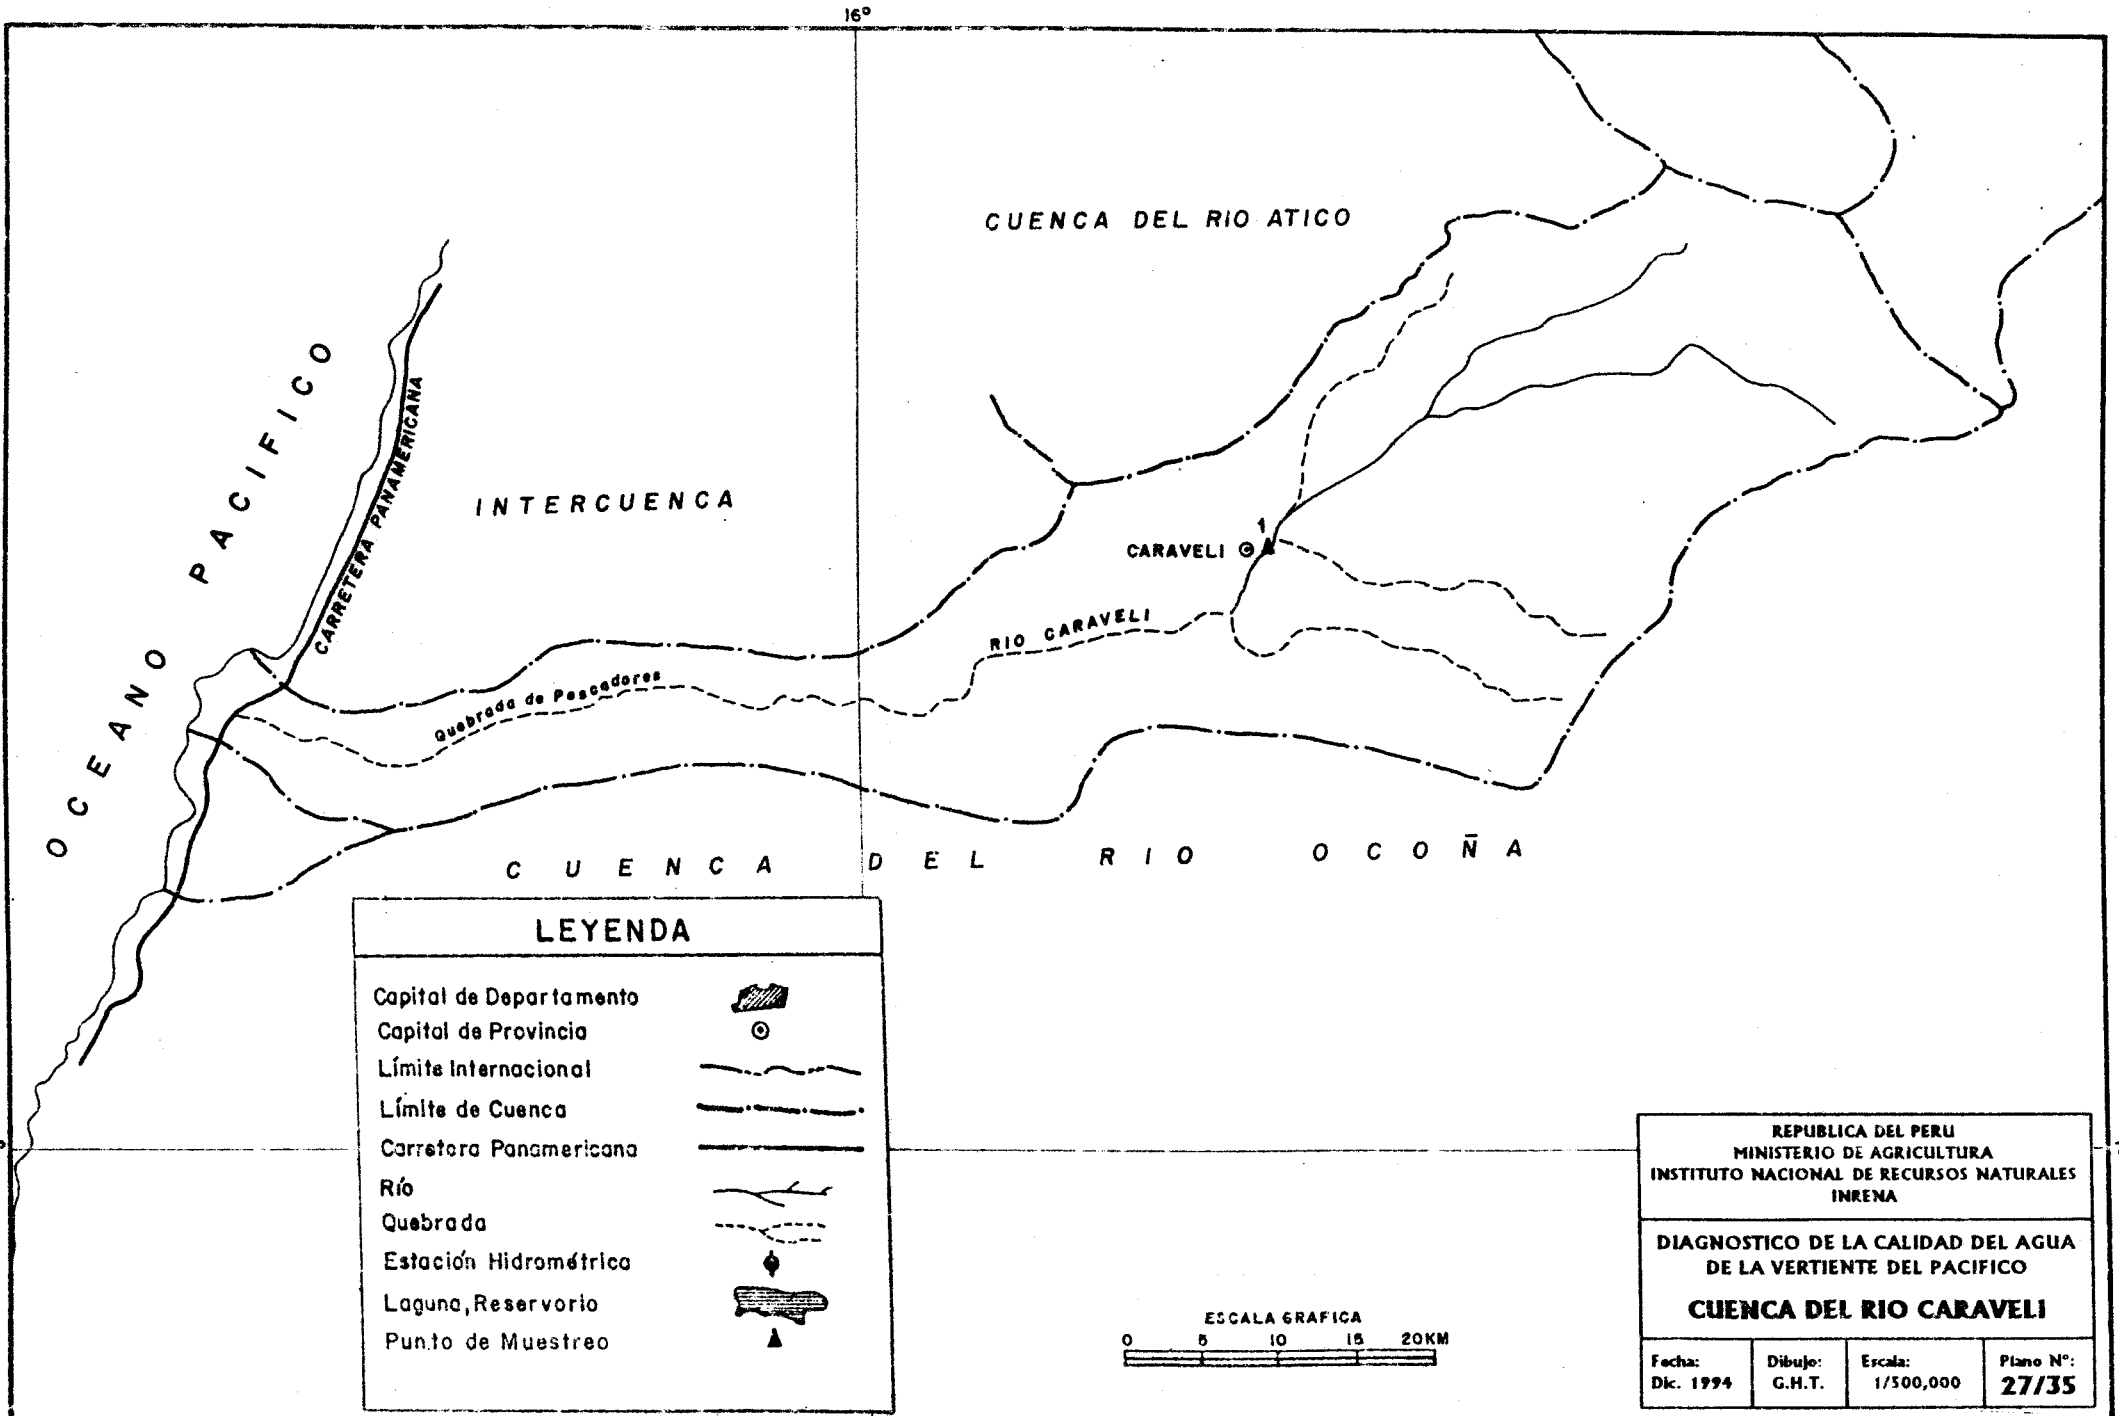 16°
CUENCA DEL RIO ATICO
OCEANO PACIFICO
CARRETERA PANAMERICANA
INTERCUENCA
1
CARAVELI
RIO CARAVELI
Quebrada de Pescadores
CUENCA DEL RIO OCOÑA
LEYENDA
Capital de Departamento
Capital de Provincia
Límite Internacional
Límite de Cuenca
Carretera Panamericana
Río
Quebrada
Estación Hidrométrica
Laguna, Reservorio
Punto de Muestreo
ESCALA GRAFICA
0 5 10 15 20KM
REPUBLICA DEL PERU
MINISTERIO DE AGRICULTURA
INSTITUTO NACIONAL DE RECURSOS NATURALES
INRENA
DIAGNOSTICO DE LA CALIDAD DEL AGUA
DE LA VERTIENTE DEL PACIFICO
CUENCA DEL RIO CARAVELI
Fecha: Dibujo: Escala: Plano Nº:
Dic. 1994 G.H.T. 1/500,000 27/35